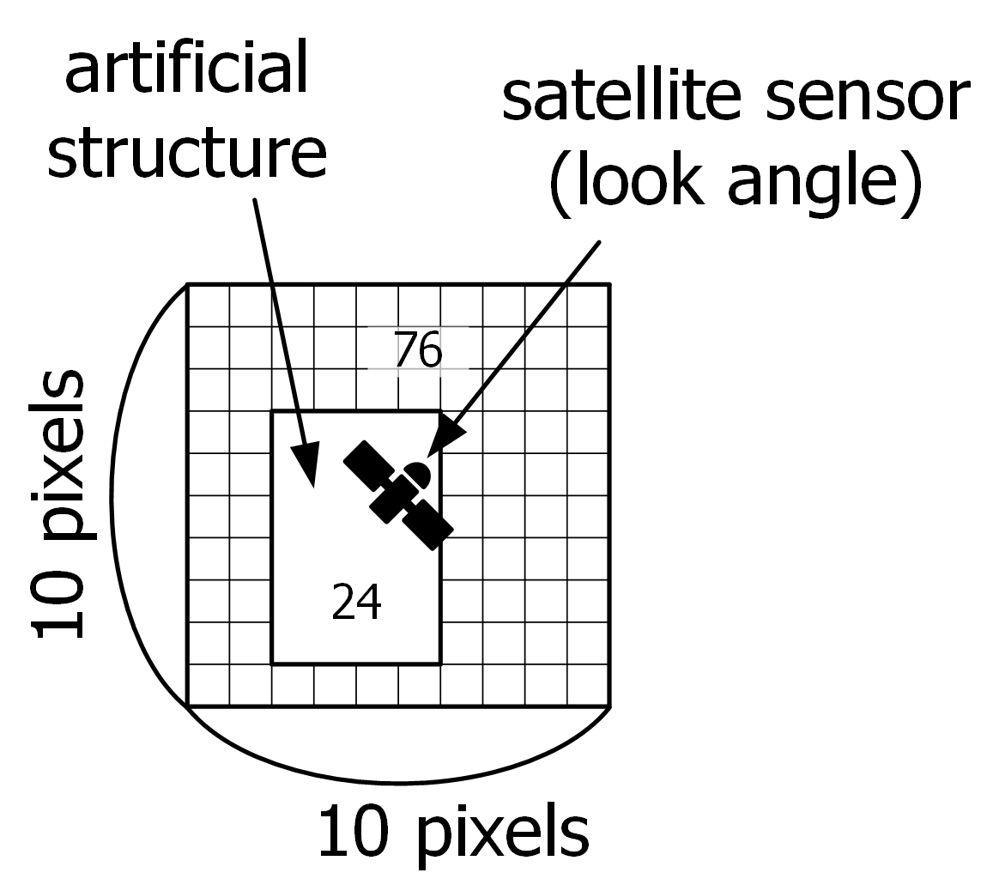 artificial
structure
satellite sensor
(look angle)
76
24
10 pixels
10 pixels